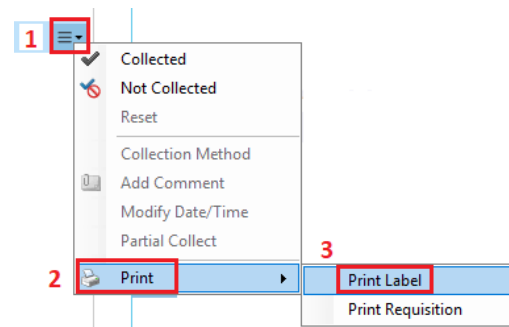 1
Collected
Not Collected
Reset
Collection Method
Add Comment
Modify Date/Time
Partial Collect
2 Print
3
Print Label
Print Requisition